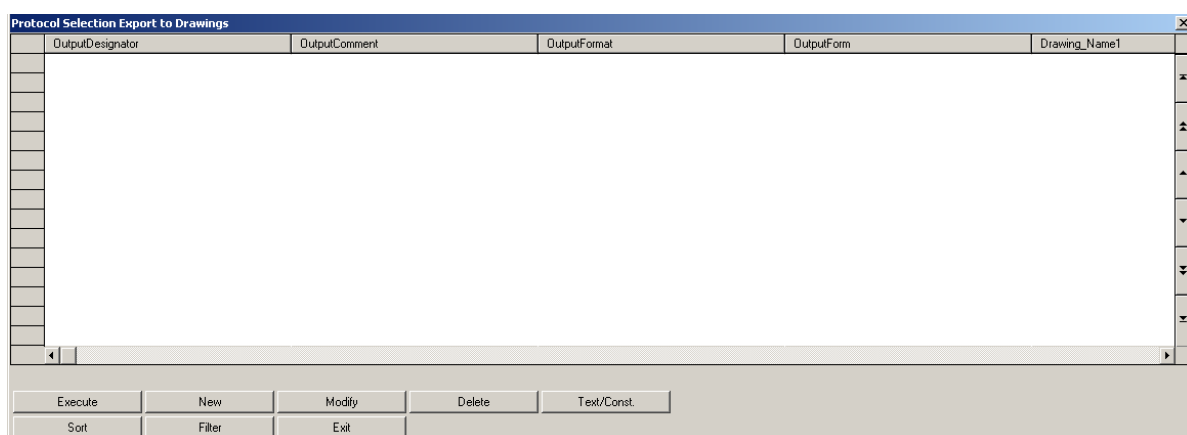 Protocol Selection Export to Drawings
OutputDesignator OutputComment OutputFormat OutputForm Drawing_Name1
Execute New Modify Delete Text/Const.
Sort Filter Exit